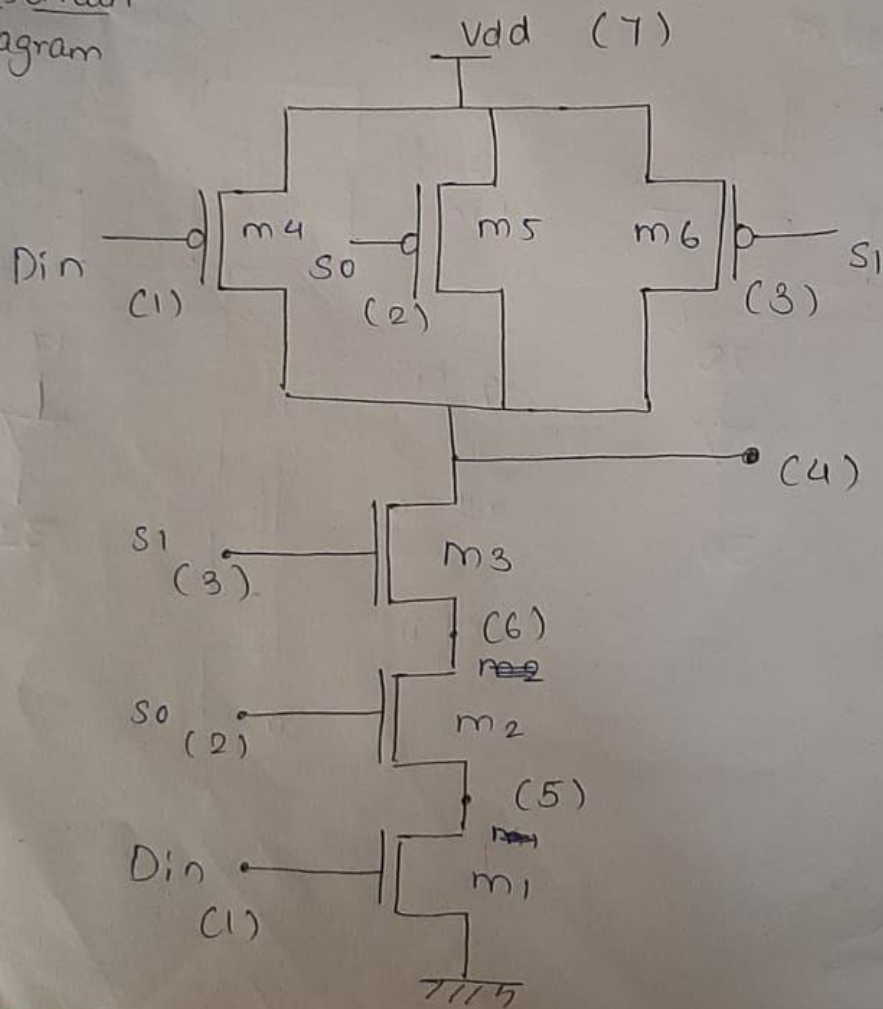 agram
Vdd (7)
m4
m5
m6
Din
S0
S1
(1)
(2)
(3)
(4)
S1
(3)
m3
(6)
S0
(2)
m2
(5)
Din
(1)
m1